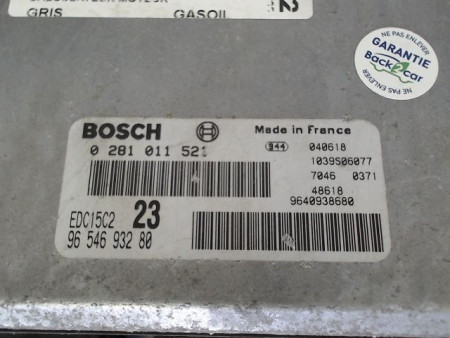 GRIS GASOIL
NE PAS ENLEVER
GARANTIE
Back2car
NE PAS ENLEVER
BOSCH
Made in France
0 281 011 521
944 040618
1039S06077
7046 0371
48618
9640938680
EDC15C2 23
96 546 932 80